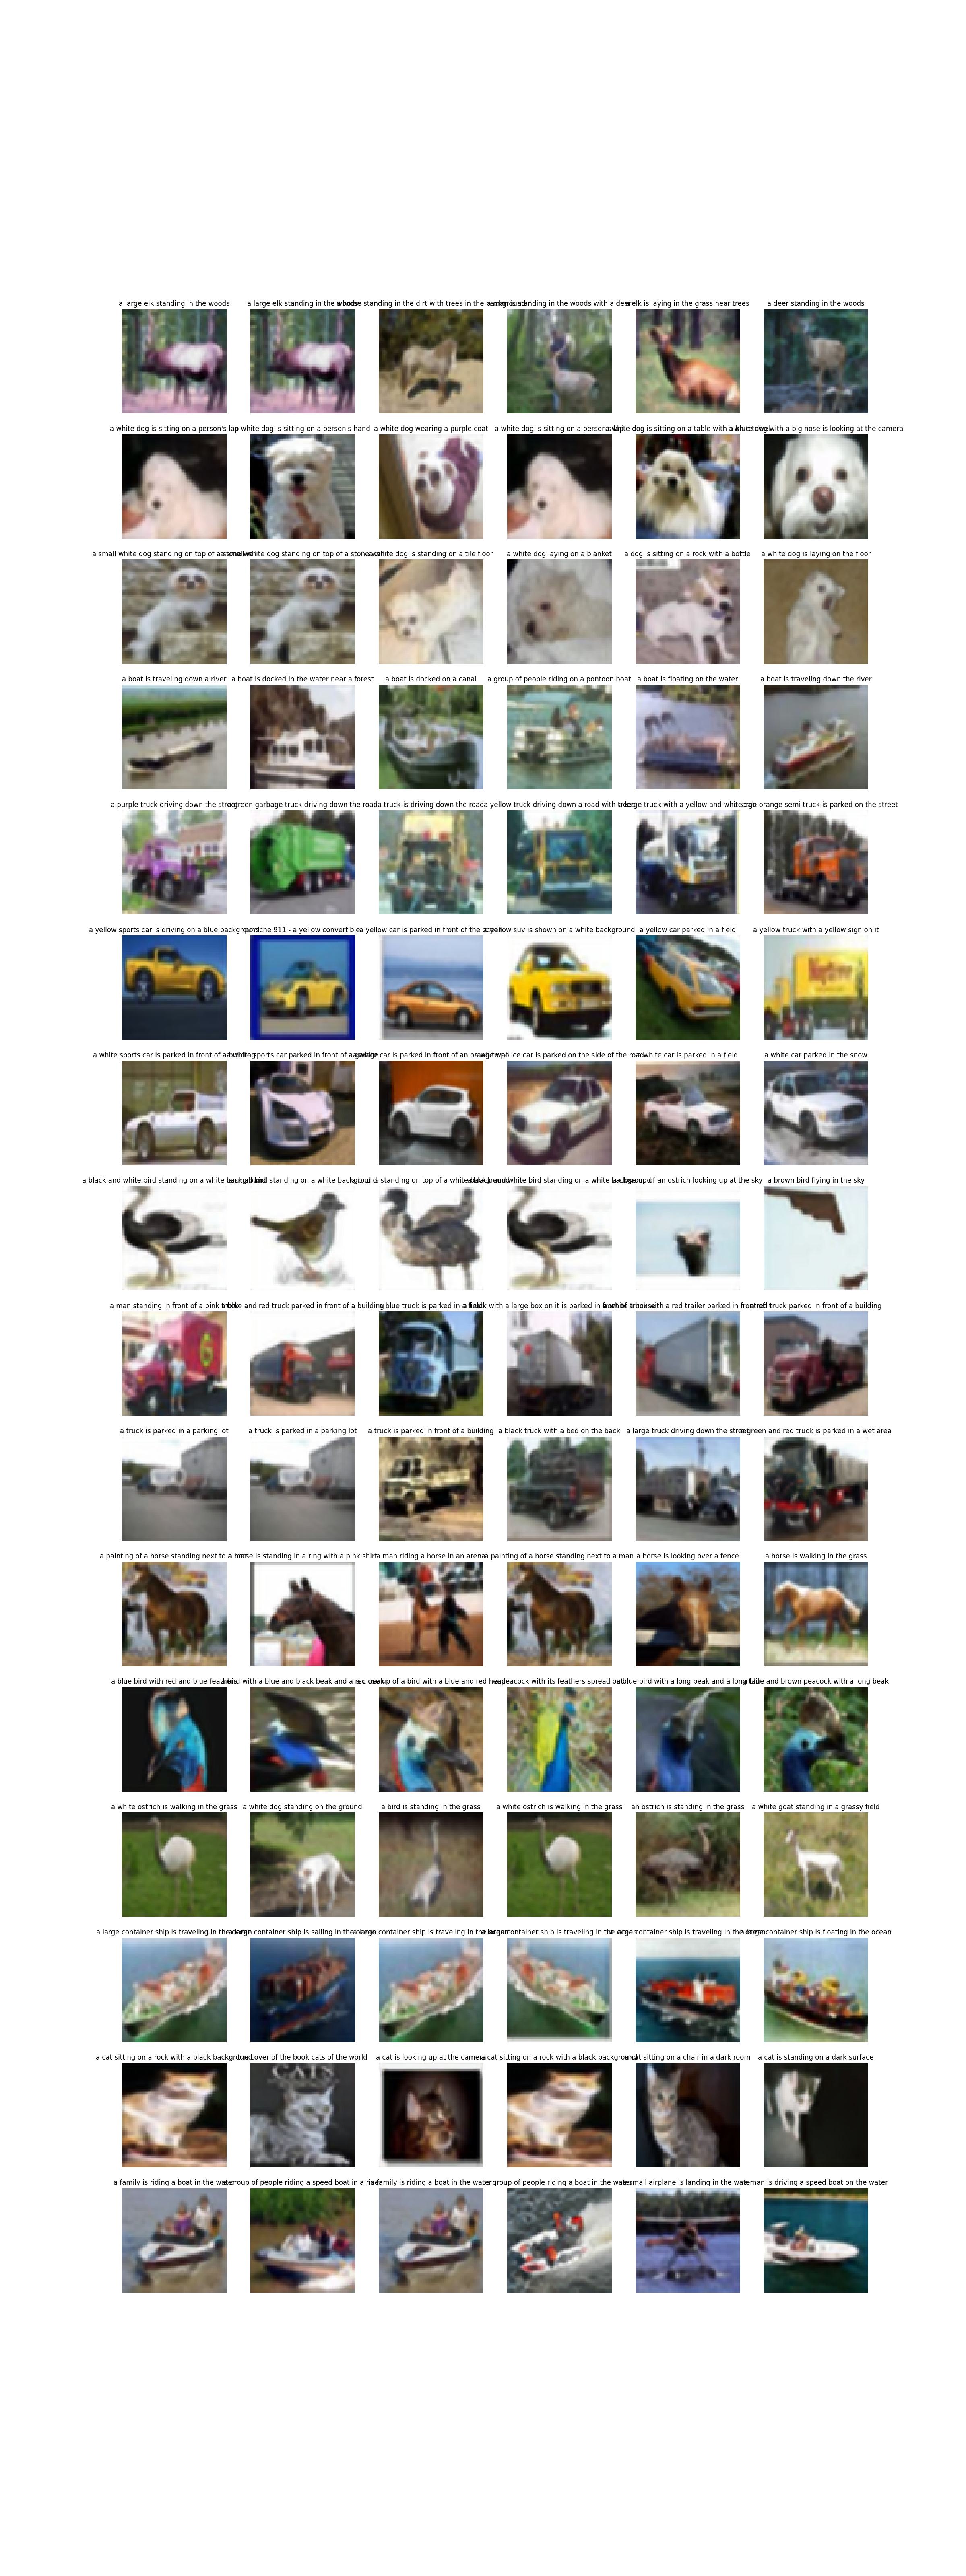 a large elk standing in the woods
a large elk standing in the woods
a horse standing in the dirt with trees in the background
a man is standing in the woods with a deer
a elk is laying in the grass near trees
a deer standing in the woods
a white dog is sitting on a person's lap
a white dog is sitting on a person's hand
a white dog wearing a purple coat
a white dog is sitting on a person's lap
a white dog is sitting on a table with a blue towel
a white dog with a big nose is looking at the camera
a small white dog standing on top of a stone wall
a small white dog standing on top of a stone wall
a white dog is standing on a tile floor
a white dog laying on a blanket
a dog is sitting on a rock with a bottle
a white dog is laying on the floor
a boat is traveling down a river
a boat is docked in the water near a forest
a boat is docked on a canal
a group of people riding on a pontoon boat
a boat is floating on the water
a boat is traveling down the river
a purple truck driving down the street
a green garbage truck driving down the road
a truck is driving down the road
a yellow truck driving down a road with trees
a large truck with a yellow and white cab
a large orange semi truck is parked on the street
a yellow sports car is driving on a blue background
porsche 911 - a yellow convertible
a yellow car is parked in front of the ocean
a yellow suv is shown on a white background
a yellow car parked in a field
a yellow truck with a yellow sign on it
a white sports car is parked in front of a building
a white sports car parked in front of a garage
a white car is parked in front of an orange wall
a white police car is parked on the side of the road
a white car is parked in a field
a white car parked in the snow
a black and white bird standing on a white background
a small bird standing on a white background
a bird is standing on top of a white background
a black and white bird standing on a white background
a close up of an ostrich looking up at the sky
a brown bird flying in the sky
a man standing in front of a pink truck
a blue and red truck parked in front of a building
a blue truck is parked in a field
a truck with a large box on it is parked in front of a house
a white truck with a red trailer parked in front of it
a red truck parked in front of a building
a truck is parked in a parking lot
a truck is parked in a parking lot
a truck is parked in front of a building
a black truck with a bed on the back
a large truck driving down the street
a green and red truck is parked in a wet area
a painting of a horse standing next to a man
a horse is standing in a ring with a pink shirt
a man riding a horse in an arena
a painting of a horse standing next to a man
a horse is looking over a fence
a horse is walking in the grass
a blue bird with red and blue feathers
a bird with a blue and black beak and a red beak
a close up of a bird with a blue and red head
a peacock with its feathers spread out
a blue bird with a long beak and a long tail
a blue and brown peacock with a long beak
a white ostrich is walking in the grass
a white dog standing on the ground
a bird is standing in the grass
a white ostrich is walking in the grass
an ostrich is standing in the grass
a white goat standing in a grassy field
a large container ship is traveling in the ocean
a large container ship is sailing in the ocean
a large container ship is traveling in the ocean
a large container ship is traveling in the ocean
a large container ship is traveling in the ocean
a large container ship is floating in the ocean
a cat sitting on a rock with a black background
the cover of the book cats of the world
a cat is looking up at the camera
a cat sitting on a rock with a black background
a cat sitting on a chair in a dark room
a cat is standing on a dark surface
a family is riding a boat in the water
a group of people riding a speed boat in a river
a family is riding a boat in the water
a group of people riding a boat in the water
a small airplane is landing in the water
a man is driving a speed boat on the water